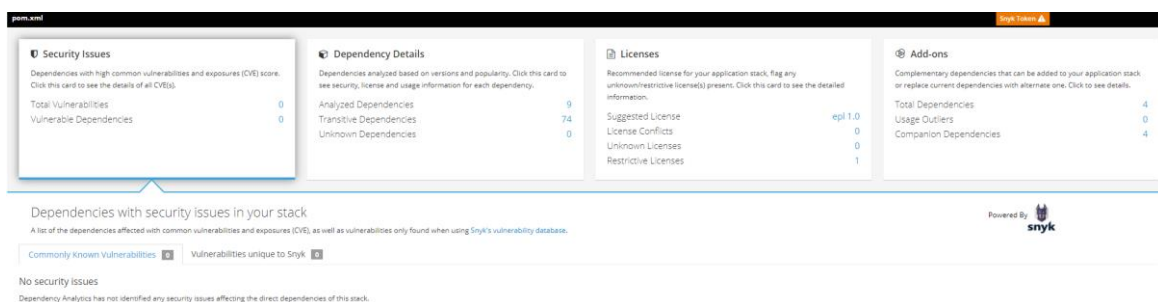 pom.xml
Snyk Token
Security Issues
Dependencies with high common vulnerabilities and exposures (CVE) score.
Click this card to see the details of all CVE(s).
Total Vulnerabilities 0
Vulnerable Dependencies 0
Dependency Details
Dependencies analyzed based on versions and popularity. Click this card to
see security, license and usage information for each dependency.
Analyzed Dependencies 9
Transitive Dependencies 74
Unknown Dependencies 0
Licenses
Recommended license for your application stack, flag any
unknown/restrictive license(s) present. Click this card to see the detailed
information.
Suggested License epl 1.0
License Conflicts 0
Unknown Licenses 0
Restrictive Licenses 1
Add-ons
Complementary dependencies that can be added to your application stack
or replace current dependencies with alternate one. Click to see details.
Total Dependencies 4
Usage Outliers 0
Companion Dependencies 4
Dependencies with security issues in your stack
A list of the dependencies affected with common vulnerabilities and exposures (CVE), as well as vulnerabilities only found when using Snyk's vulnerability database.
Powered By snyk
Commonly Known Vulnerabilities 0 Vulnerabilities unique to Snyk 0
No security issues
Dependency Analytics has not identified any security issues affecting the direct dependencies of this stack.